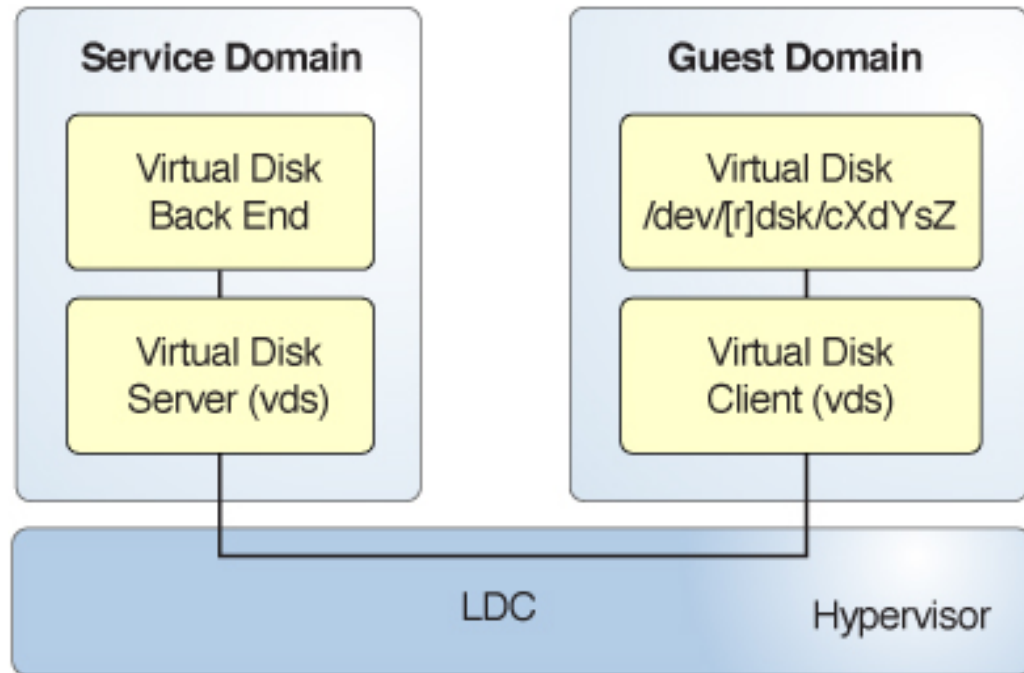 Service Domain
Virtual Disk
Back End
Virtual Disk
Server (vds)
Guest Domain
Virtual Disk
/dev/[r]dsk/cXdYsZ
Virtual Disk
Client (vds)
LDC
Hypervisor